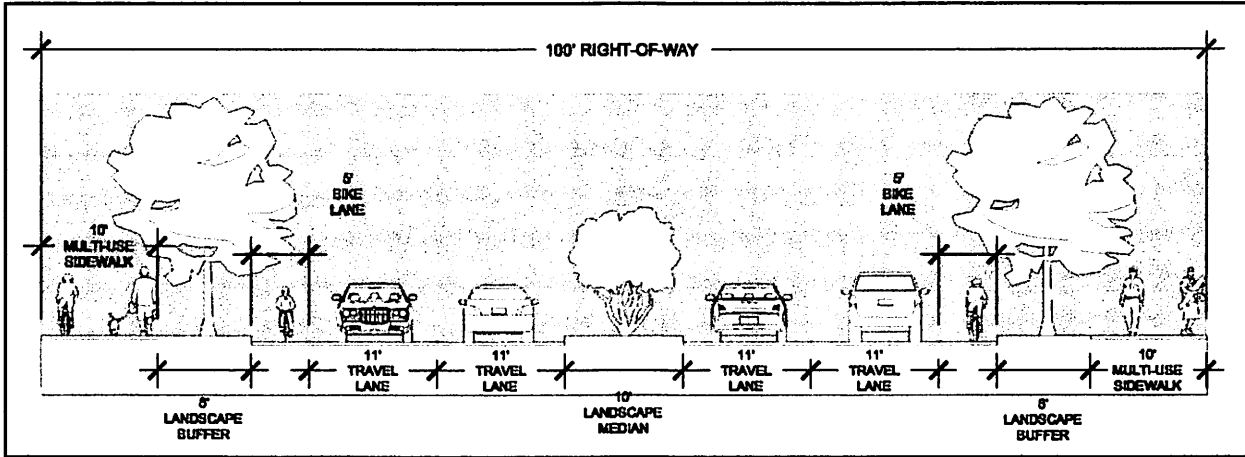 100' RIGHT-OF-WAY
5'
BIKE
LANE
5'
BIKE
LANE
10'
MULTI-USE
SIDEWALK
11'
TRAVEL
LANE
11'
TRAVEL
LANE
11'
TRAVEL
LANE
11'
TRAVEL
LANE
10'
MULTI-USE
SIDEWALK
8'
LANDSCAPE
BUFFER
10'
LANDSCAPE
MEDIAN
8'
LANDSCAPE
BUFFER